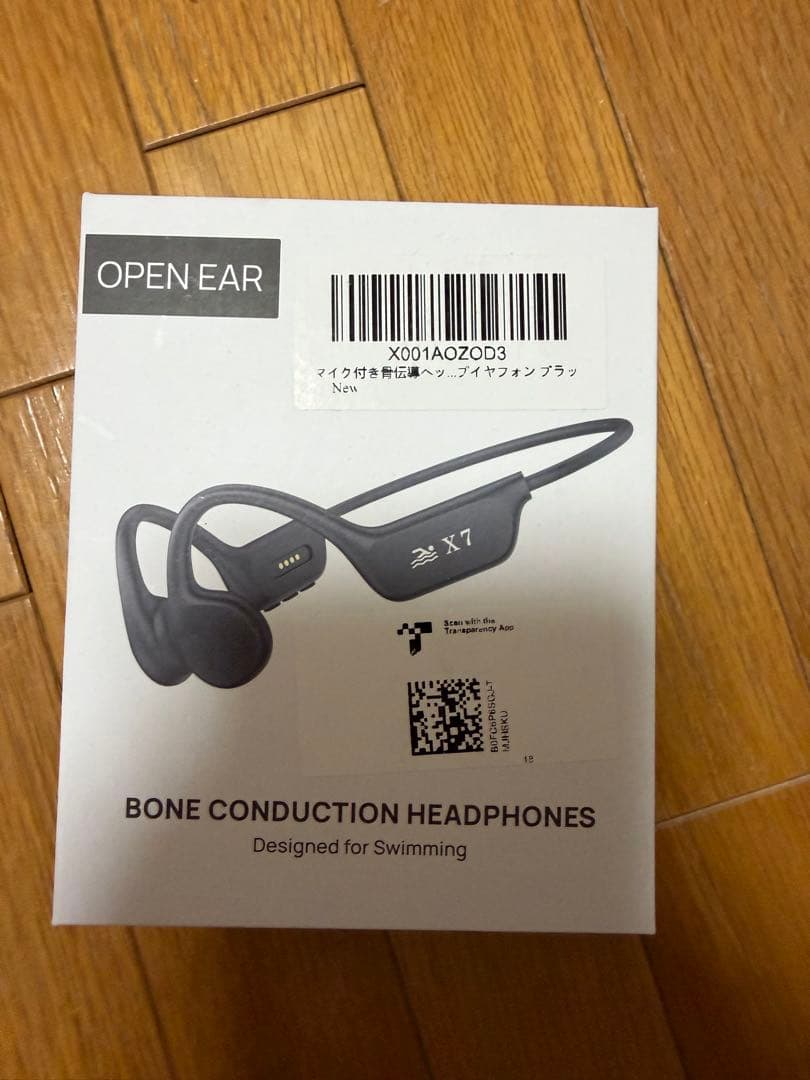 OPEN EAR
X001AOZOD3
マイク付き骨伝導ヘッ...ブイヤフォン ブラッ
New
X7
Scan with the
Transparency App
BONE CONDUCTION HEADPHONES
Designed for Swimming
18